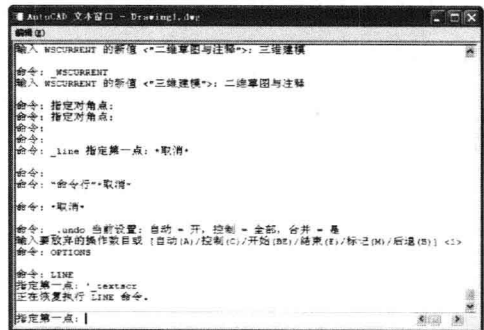 AutoCAD 文本窗口 - Drawing1.dwg
编辑(E)
输入 WSCURRENT 的新值 <"二维草图与注释">: 三维建模
命令: _WSCURRENT
输入 WSCURRENT 的新值 <"三维建模">: 二维草图与注释
命令: 指定对角点:
命令: 指定对角点:
命令:
命令:
命令: _line 指定第一点: *取消*
命令:
命令: "命令行"*取消*
命令: *取消*
命令: _.undo 当前设置: 自动 = 开, 控制 = 全部, 合并 = 是
输入要放弃的操作数目或 [自动(A)/控制(C)/开始(BE)/结束(E)/标记(M)/后退(B)] <1>
命令: OPTIONS
命令: LINE
指定第一点: '_textscr
正在恢复执行 LINE 命令。
指定第一点: